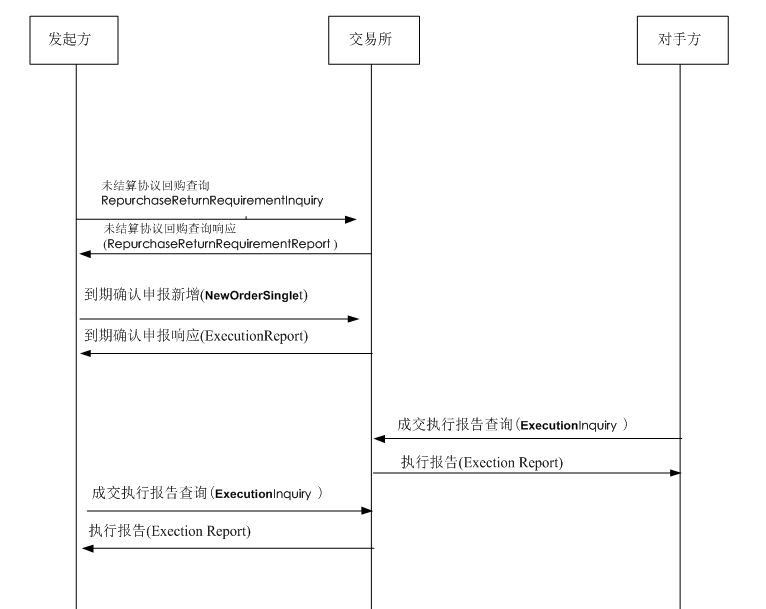 发起方
交易所
对手方
未结算协议回购查询
RepurchaseReturnRequirementInquiry
未结算协议回购查询响应
(RepurchaseReturnRequirementReport )
到期确认申报新增(NewOrderSinglet)
到期确认申报响应(ExecutionReport)
成交执行报告查询(ExecutionInquiry )
执行报告(Exection Report)
成交执行报告查询(ExecutionInquiry )
执行报告(Exection Report)